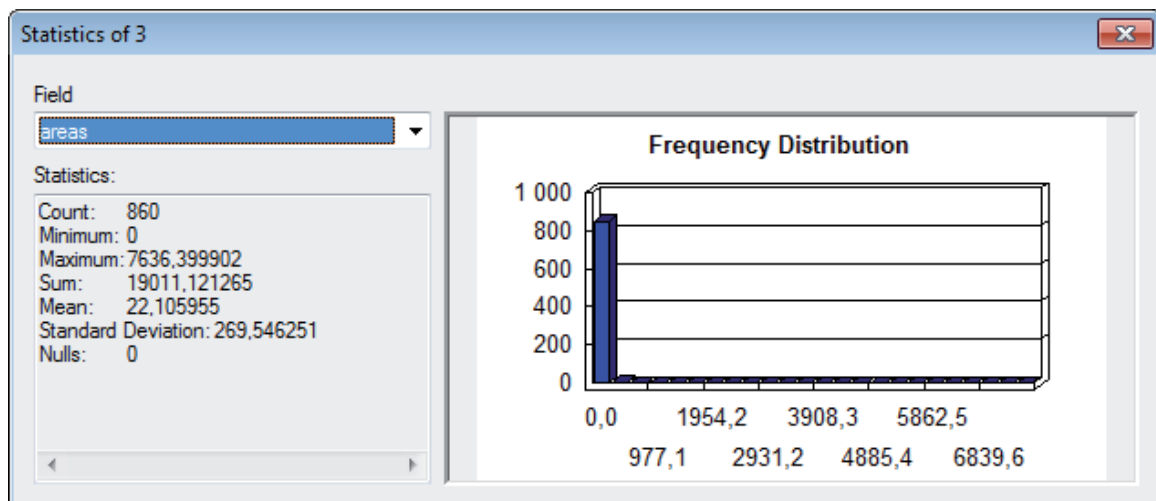 Statistics of 3
Field
areas
Statistics:
Count: 860
Minimum: 0
Maximum: 7636,399902
Sum: 19011,121265
Mean: 22,105955
Standard Deviation: 269,546251
Nulls: 0
Frequency Distribution
1 000
800
600
400
200
0
0,0 1954,2 3908,3 5862,5
977,1 2931,2 4885,4 6839,6